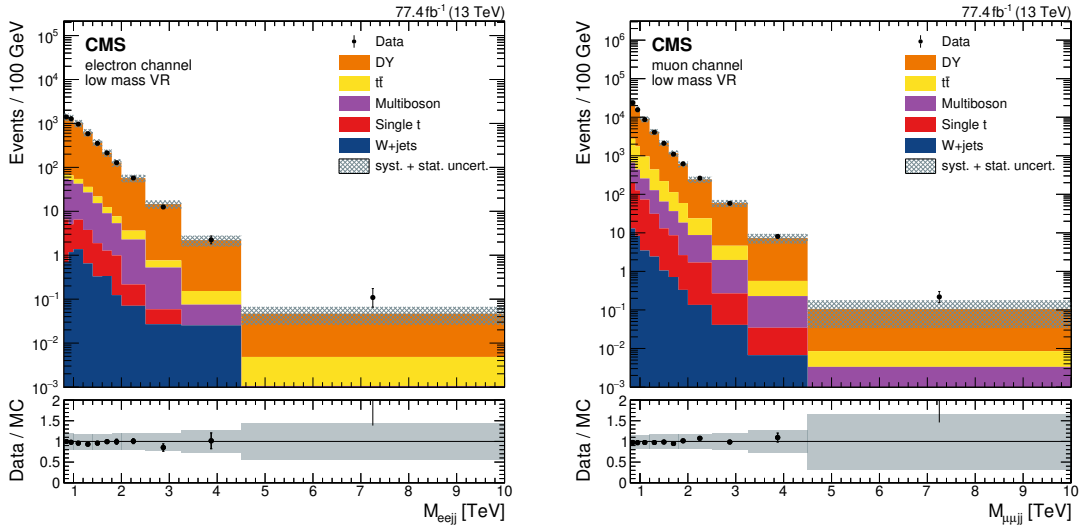 77.4 fb⁻¹ (13 TeV)
CMS
electron channel
low mass VR
Data
DY
tt̄
Multiboson
Single t
W+jets
syst. + stat. uncert.
Events / 100 GeV
10⁵
10⁴
10³
10²
10
1
10⁻¹
10⁻²
10⁻³
Data / MC
2
1.5
1
0.5
0
1 2 3 4 5 6 7 8 9 10
M_eejj [TeV]
77.4 fb⁻¹ (13 TeV)
CMS
muon channel
low mass VR
Data
DY
tt̄
Multiboson
Single t
W+jets
syst. + stat. uncert.
Events / 100 GeV
10⁶
10⁵
10⁴
10³
10²
10
1
10⁻¹
10⁻²
10⁻³
Data / MC
2
1.5
1
0.5
0
1 2 3 4 5 6 7 8 9 10
M_μμjj [TeV]